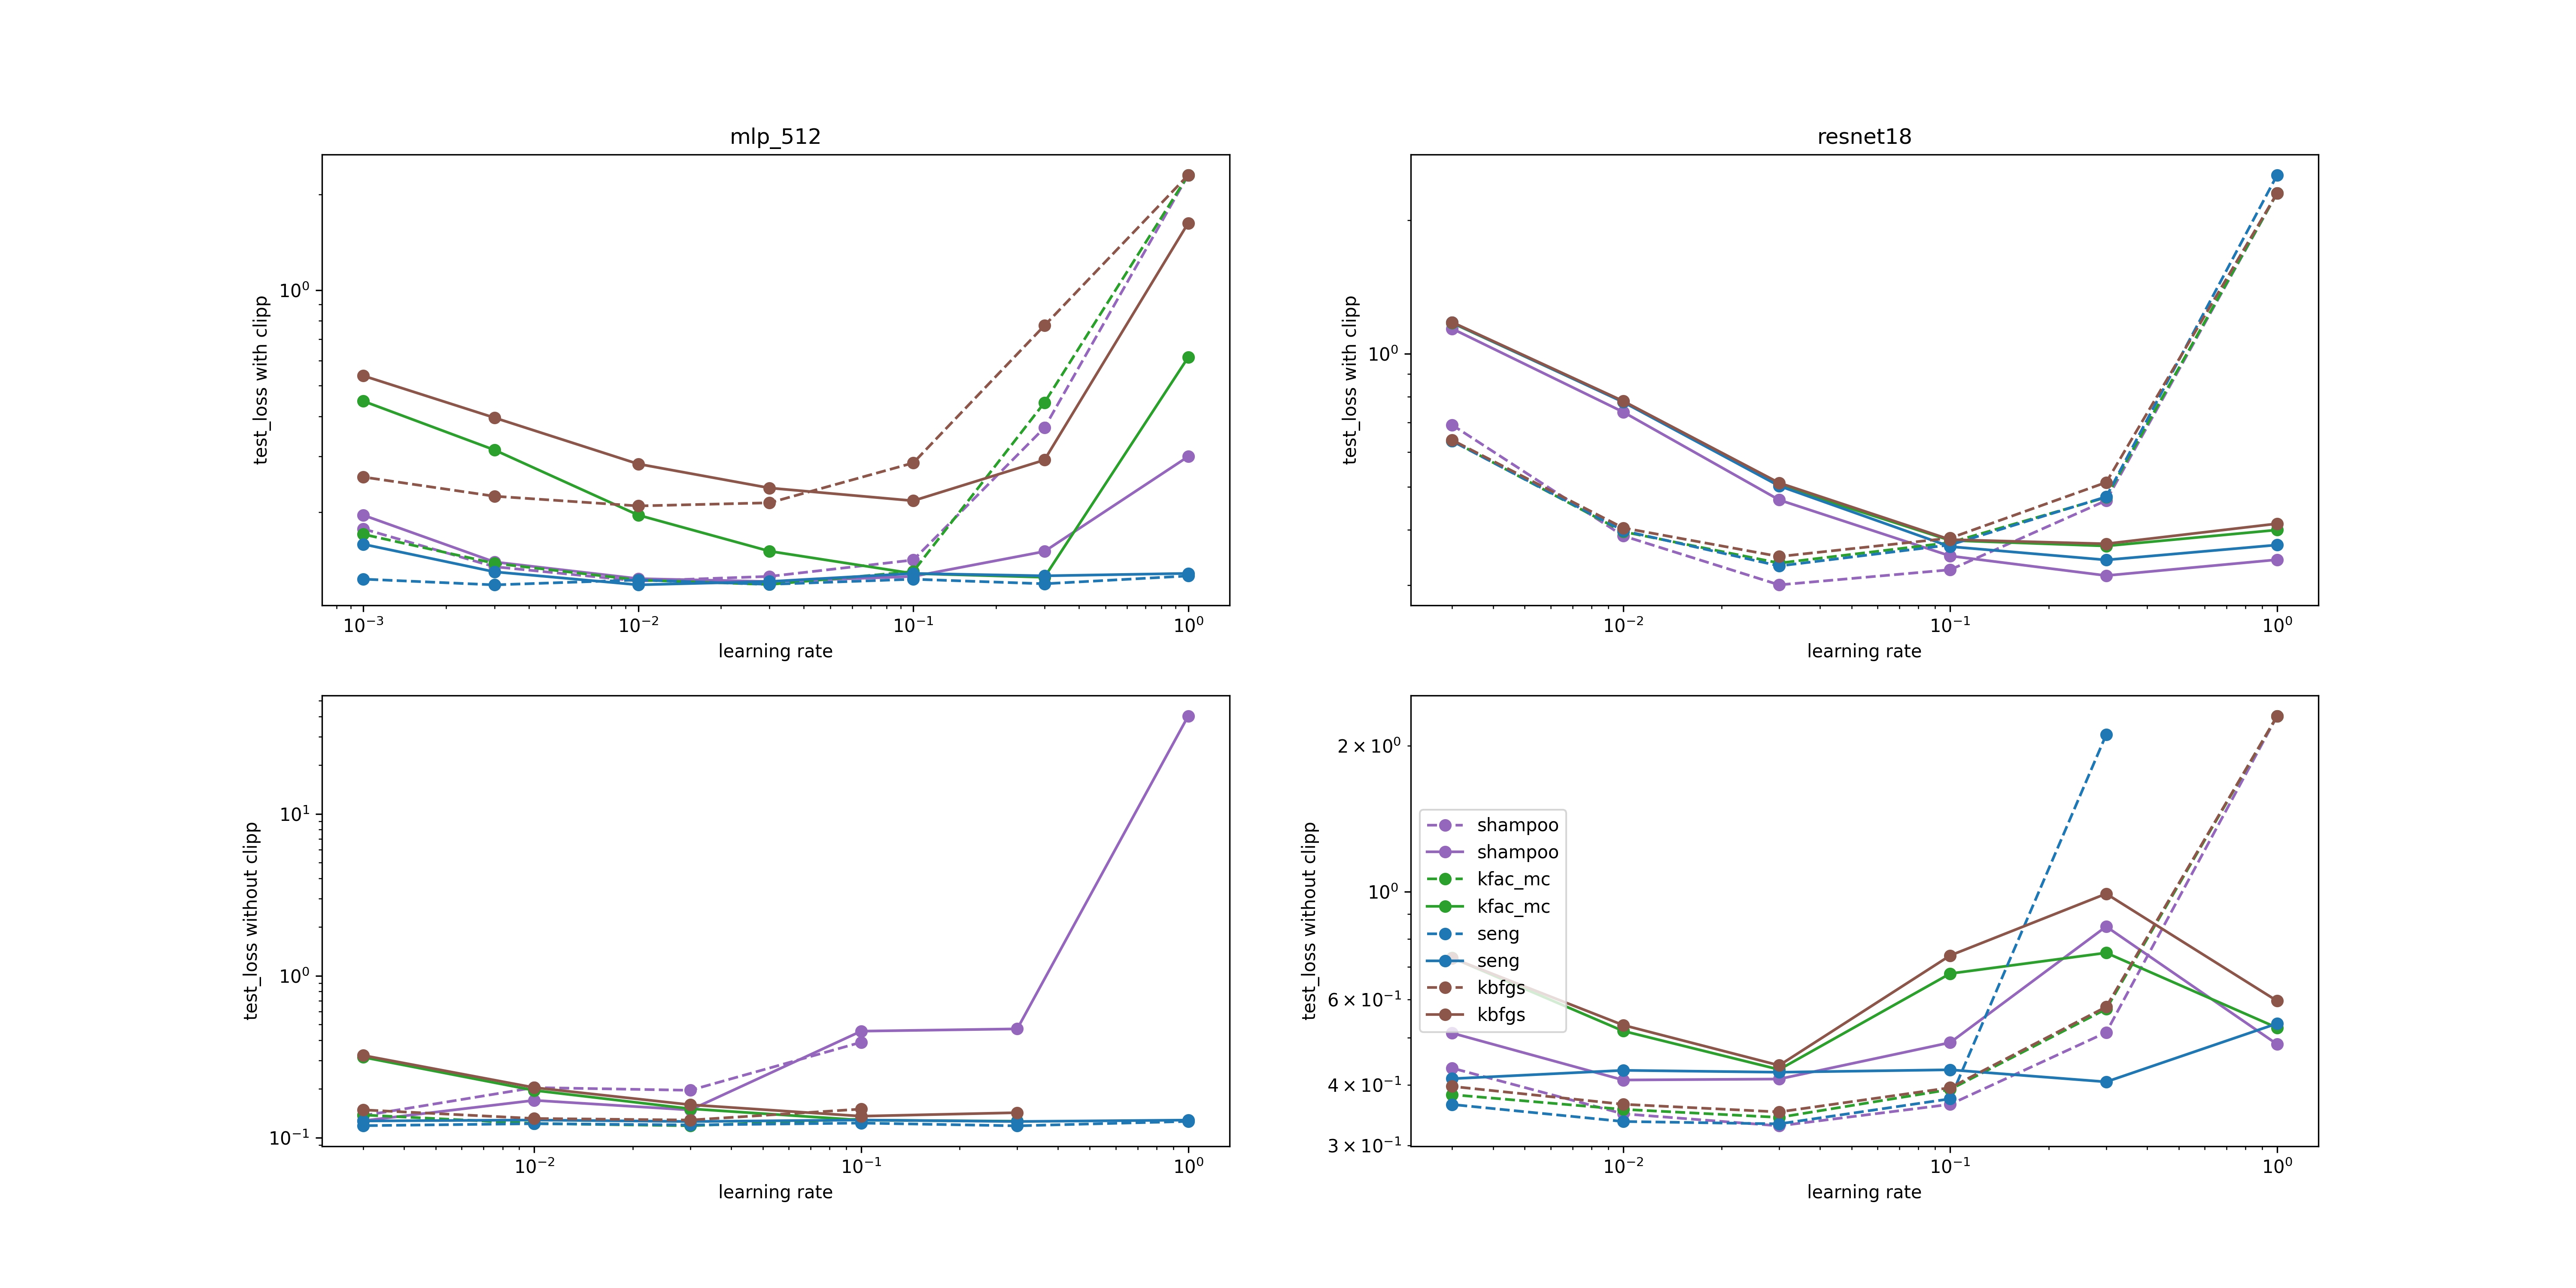 mlp_512
test_loss with clipp
10⁰
10⁻³ 10⁻² 10⁻¹ 10⁰
learning rate
resnet18
test_loss with clipp
10⁰
10⁻² 10⁻¹ 10⁰
learning rate
test_loss without clipp
10¹
10⁰
10⁻¹
10⁻² 10⁻¹ 10⁰
learning rate
test_loss without clipp
2 × 10⁰
10⁰
6 × 10⁻¹
4 × 10⁻¹
3 × 10⁻¹
shampoo
shampoo
kfac_mc
kfac_mc
seng
seng
kbfgs
kbfgs
10⁻² 10⁻¹ 10⁰
learning rate